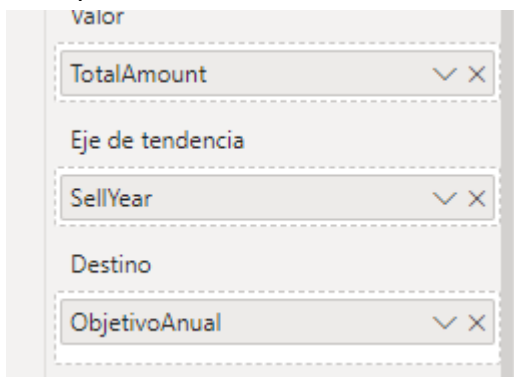 Valor
TotalAmount
Eje de tendencia
SellYear
Destino
ObjetivoAnual